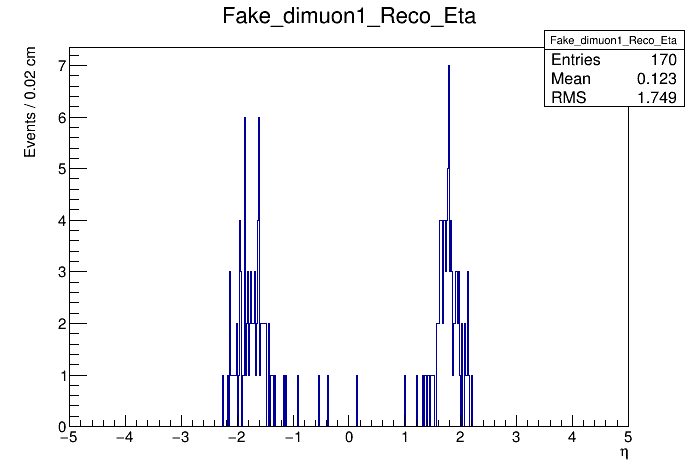 Fake_dimuon1_Reco_Eta
Fake_dimuon1_Reco_Eta
Entries 170
Mean 0.123
RMS 1.749
Events / 0.02 cm
7
6
5
4
3
2
1
0
−5 −4 −3 −2 −1 0 1 2 3 4 5
η